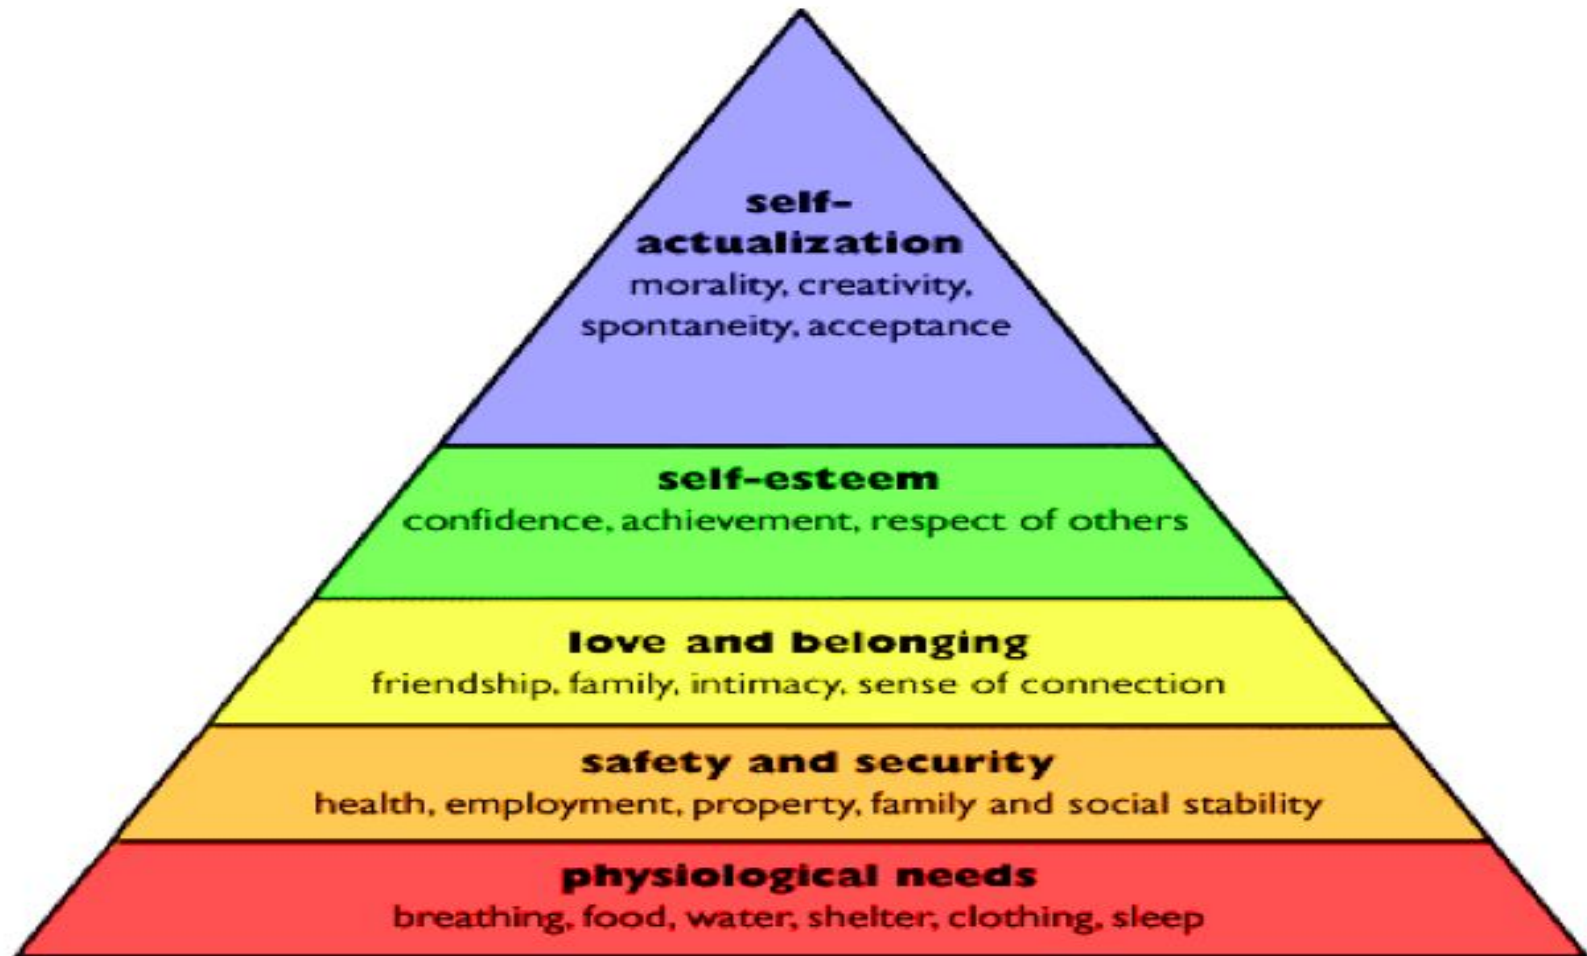 self-
actualization
morality, creativity,
spontaneity, acceptance
self-esteem
confidence, achievement, respect of others
love and belonging
friendship, family, intimacy, sense of connection
safety and security
health, employment, property, family and social stability
physiological needs
breathing, food, water, shelter, clothing, sleep